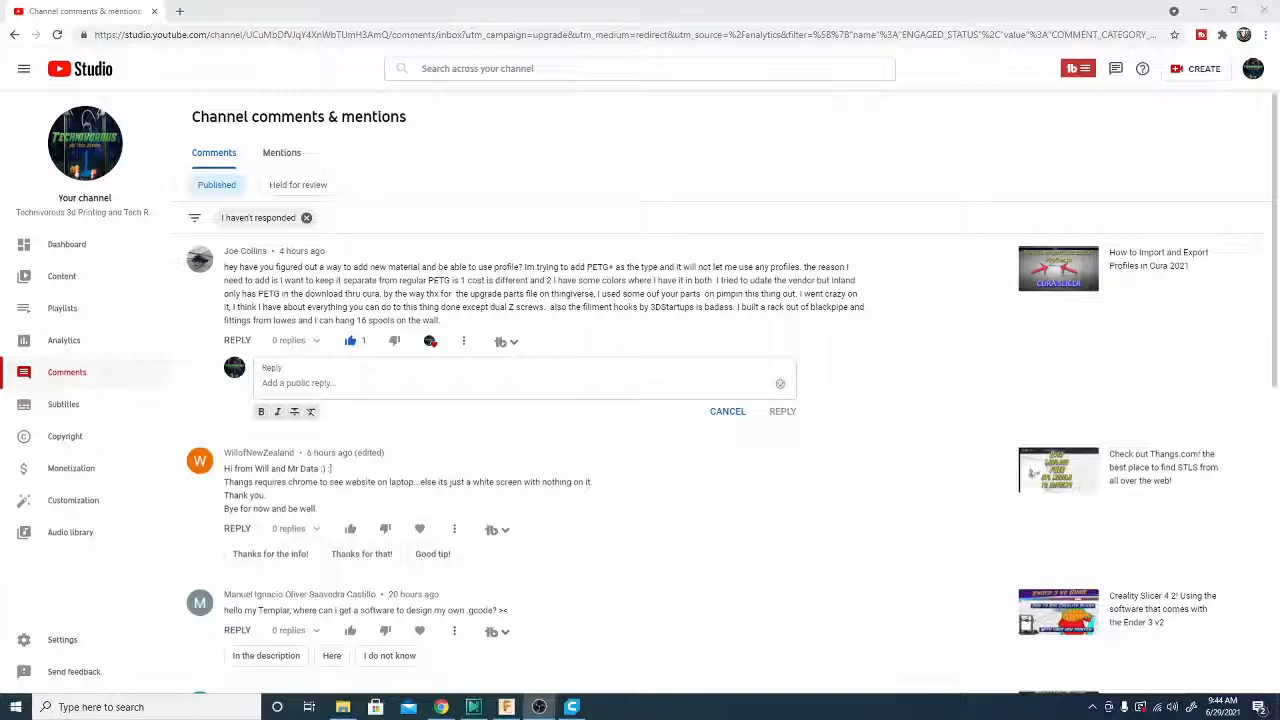 Channel comments & mentions
https://studio.youtube.com/channel/UCuMbDfVJqY4XnWbTUmH3AmQ/comments/inbox?utm_campaign=upgrade&utm_medium=redirect&utm_source=%2Fanalytics&filter=%5B%7B"name"%3A"ENGAGED_STATUS"%2C"value"%3A"COMMENT_CATEGORY_...
Studio
Search across your channel
CREATE
TECHNIVOROUS
Your channel
Technivorous 3d Printing and Tech R...
Dashboard
Content
Playlists
Analytics
Comments
Subtitles
Copyright
Monetization
Customization
Audio library
Settings
Send feedback
Channel comments & mentions
Comments
Mentions
Published
Held for review
I haven't responded
Joe Collins • 4 hours ago
hey have you figured out a way to add new material and be able to use profile? Im trying to add PETG+ as the type and it will not let me use any profiles. the reason I
need to add is I want to keep it separate from regular PETG is 1 cost is different and 2 I have some colors where I have it in both I tried to udate the vendor but Inland
only has PETG in the download thru cura. by the way thx for the upgrade parts file on thingiverse, I used some oof your parts on pimpin this thing out. i went crazy on
it, I think I have about everything you can do to this thing done except dual Z screws. also the filiment hooks by 3DStartups is badass. I built a rack out of blackpipe and
fittings from lowes and I can hang 16 spools on the wall.
REPLY
0 replies
1
Reply
Add a public reply...
B
I
CANCEL
REPLY
How to Import and Export
Profiles in Cura 2021
CURA SLICER
W
WillofNewZealand • 6 hours ago (edited)
Hi from Will and Mr Data :) :]
Thangs requires chrome to see website on laptop...else its just a white screen with nothing on it.
Thank you.
Bye for now and be well.
REPLY
0 replies
Thanks for the info!
Thanks for that!
Good tip!
Check out Thangs.com! the
best place to find STLS from
all over the web!
M
Manuel Ignacio Oliver Saavedra Castillo • 20 hours ago
hello my Templar, where can i get a software to design my own .gcode? ><
REPLY
0 replies
In the description
Here
I do not know
Creality Slicer 4 2! Using the
software that comes with
the Ender 3 v2
Type here to search
9:44 AM
6/29/2021